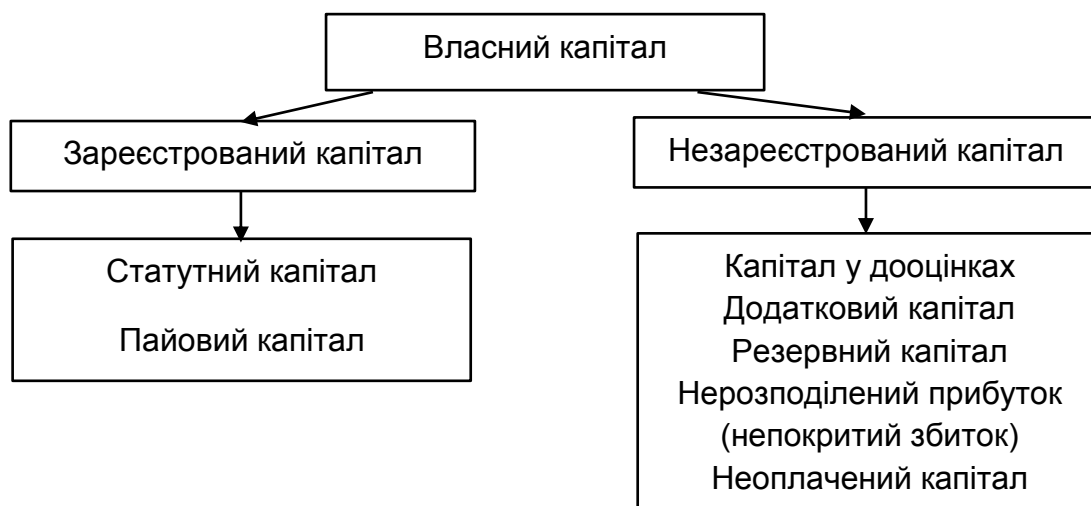 Власний капітал
Зареєстрований капітал
Незареєстрований капітал
Статутний капітал
Пайовий капітал
Капітал у дооцінках
Додатковий капітал
Резервний капітал
Нерозподілений прибуток
(непокритий збиток)
Неоплачений капітал